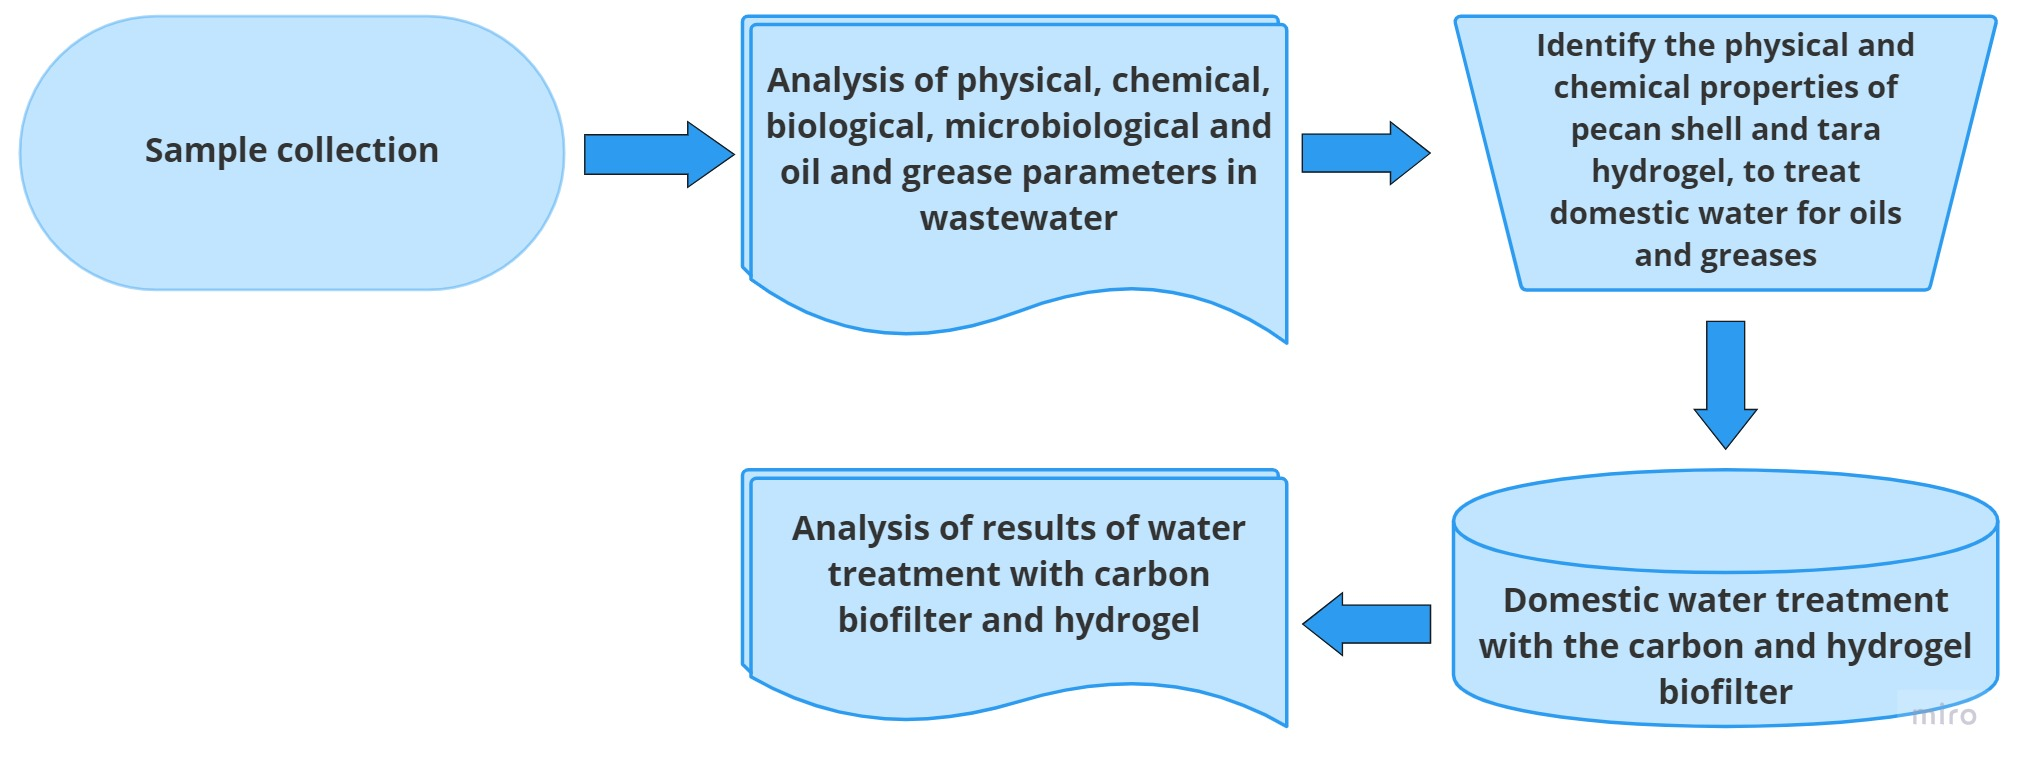 Sample collection
Analysis of physical, chemical,
biological, microbiological and
oil and grease parameters in
wastewater
Identify the physical and
chemical properties of
pecan shell and tara
hydrogel, to treat
domestic water for oils
and greases
Domestic water treatment
with the carbon and hydrogel
biofilter
Analysis of results of water
treatment with carbon
biofilter and hydrogel
miro